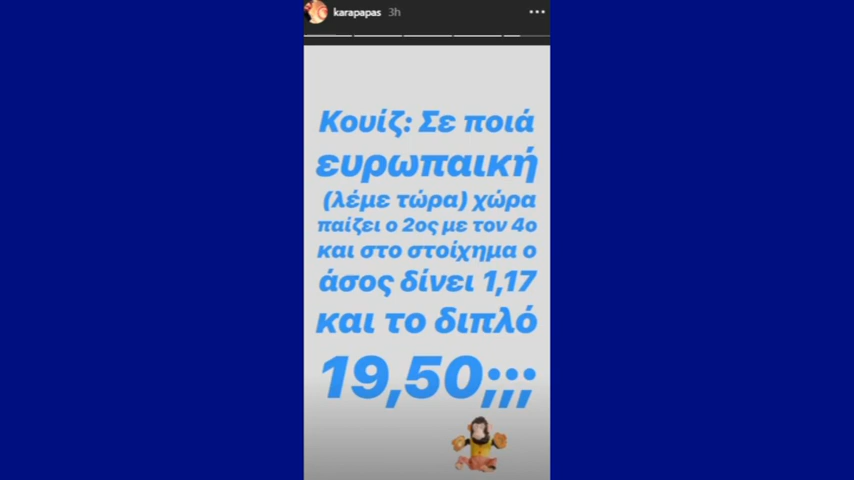 karapapas 3h
Κουίζ: Σε ποιά
ευρωπαική
(λέμε τώρα) χώρα
παίζει ο 2ος με τον 4ο
και στο στοίχημα ο
άσος δίνει 1,17
και το διπλό
19,50;;;